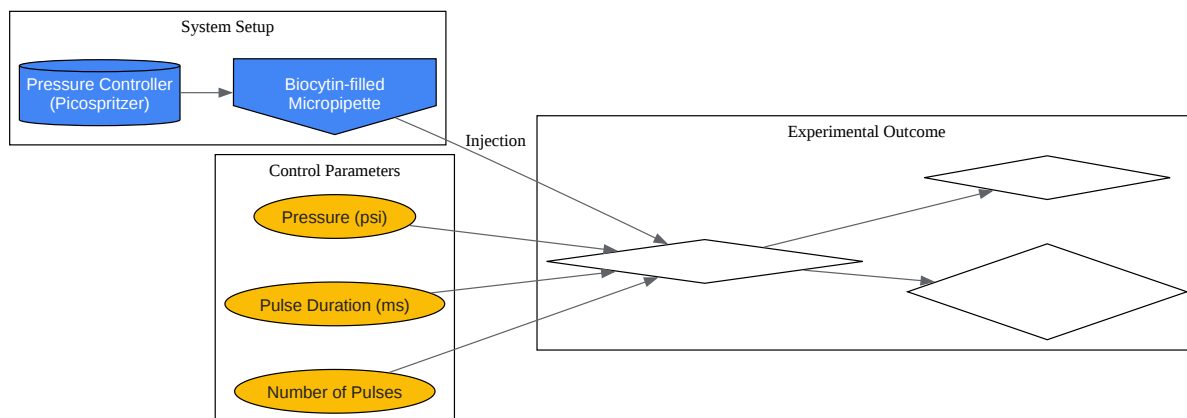 System Setup
Pressure Controller
(Picospritzer)
Biocytin-filled
Micropipette
Injection
Experimental Outcome
Control Parameters
Pressure (psi)
Pulse Duration (ms)
Number of Pulses